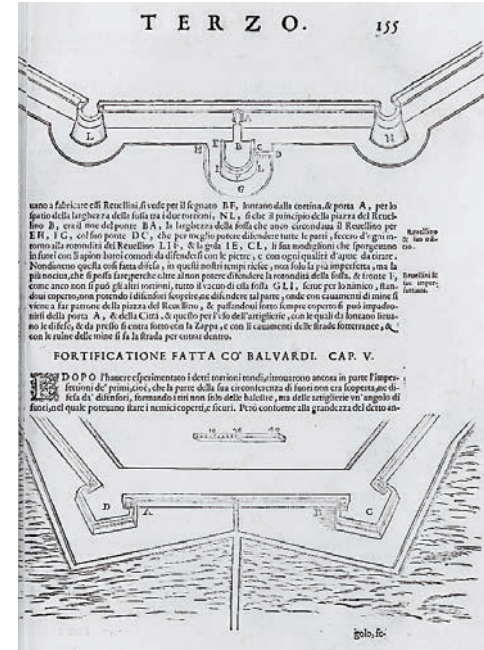 TERZO. 155
L A N
H E B C D
I L
G
uano a fabricare essi Reuellini, si vede per il segnato BF, lontano dalla cortina, & porta A, per lo
spatio della larghezza della fossa tra i due torrioni, NL, si che il principio della piazza del Reuel-
lino B, era il fine del ponte BA, la larghezza della fossa che anco circondaua il Reuellino per
EH, IG, col suo ponte DC, che per meglio potere difendere tutte le parti, fecero d'ogn'in-
torno alla rotondità del Reuellino LIF, & la gola IE, CL, li suoi modiglioni che sporgeuano
in fuori con li spion batoi comodi da difendersi con le pietre, e con ogni qualità d'arme da tirare.
Nondimeno questa così fatta difesa, in questi nostri tempi riesce, non solo la più imperfetta, ma la
più nociua, che si possa fare; perche oltre al non potere difendere la rotondità della fossa, & fronte I,
come anco non si può gli altri torrioni, tutto il vacuo di essa fossa GLI, serue per lo nimico, stan-
doui coperto, non potendo i difensori scoprire, ne difendere tal parte, onde con cauamenti di mine si
viene a far patrone della piazza del Reuellino, & passandoui sotto sempre coperto si può impadro-
nirsi della porta A, & della Città, & questo per l'vso dell'artiglierie, con le quali da lontano lieua-
no le difese, & da presso si entra sotto con la Zappa, e con li cauamenti delle strade sotterranee, &
con le ruine delle mine si fa la strada per entrar dentro.
Reuellino
& suo
Reuellini &
sue imper-
fettioni.
FORTIFICATIONE FATTA CO' BALVARDI. CAP. V.
DOPO l'hauere esperimentato i detti torrioni tondi, ritrouarono ancora in parte l'imper-
fettioni de' primi, cioè, che la parte della sua circonferenza di fuori non era scoperta, ne di-
fesa da' difensori, formando i tiri non solo delle balestre, ma delle artiglierie vn'angolo di
fuori, nel quale poteuano stare i nemici coperti, e sicuri. Però conforme alla grandezza del detto an-
D A B C
golo, fe-